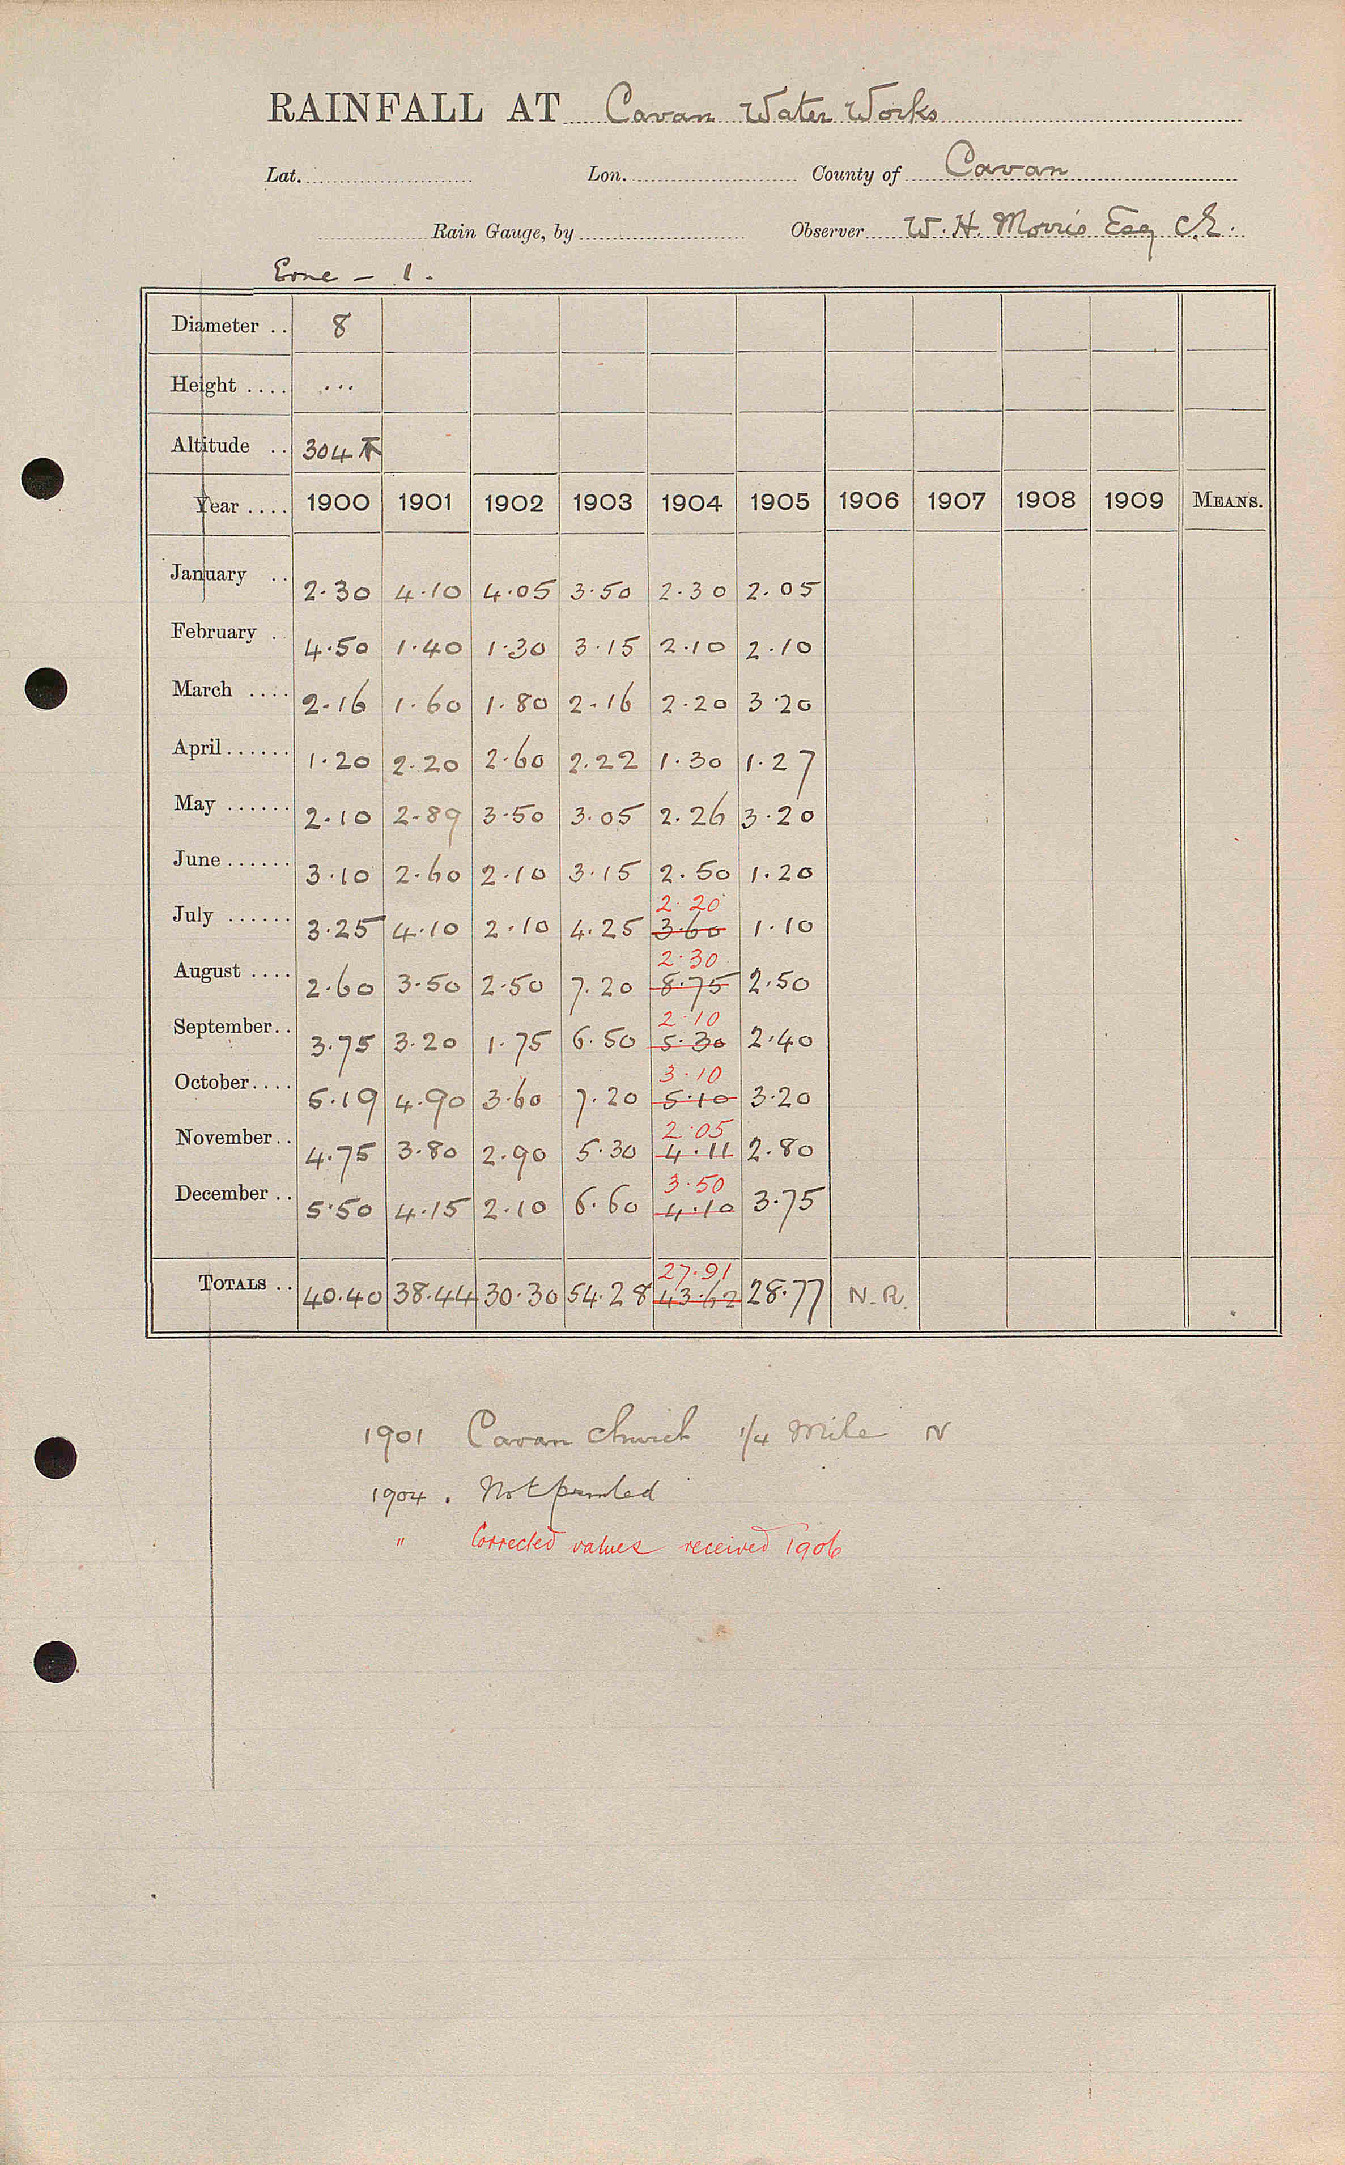 RAINFALL AT Cavan Water Works
Lat. Lon. County of Cavan
Rain Gauge, by Observer W. H. Morris Esq C.E.
Erne - 1.
Diameter .. 8
Height .... ...
Altitude .. 304
Year .... 1900 1901 1902 1903 1904 1905 1906 1907 1908 1909 MEANS.
January .. 2.30 4.10 4.05 3.50 2.30 2.05
February . 4.50 1.40 1.30 3.15 2.10 2.10
March .... 2.16 1.60 1.80 2.16 2.20 3.20
April...... 1.20 2.20 2.60 2.22 1.30 1.27
May ...... 2.10 2.89 3.50 3.05 2.26 3.20
June...... 3.10 2.60 2.10 3.15 2.50 1.20
2.20
July ...... 3.25 4.10 2.10 4.25 3.60 1.10
2.30
August .... 2.60 3.50 2.50 7.20 8.75 2.50
2.10
September.. 3.75 3.20 1.75 6.50 5.30 2.40
3.10
October.... 5.19 4.90 3.60 7.20 5.10 3.20
2.05
November.. 4.75 3.80 2.90 5.30 4.11 2.80
3.50
December .. 5.50 4.15 2.10 6.60 4.10 3.75
27.91
TOTALS .. 40.40 38.44 30.30 54.28 43.62 28.77 N.R.
1901 Cavan Church 1/4 Mile N
1904. Not printed
" Corrected values received 1906